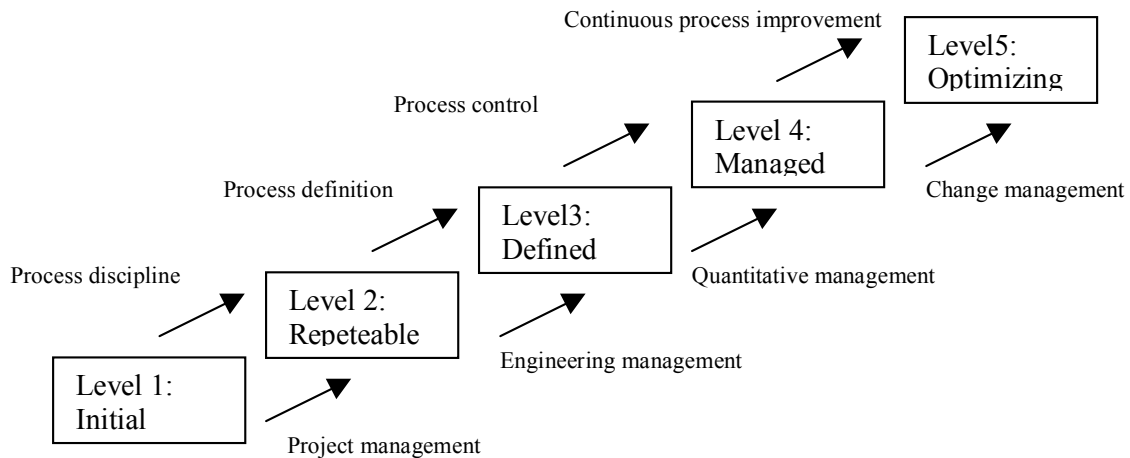 Continuous process improvement
Level5:
Optimizing
Process control
Level 4:
Managed
Change management
Process definition
Level3:
Defined
Quantitative management
Process discipline
Level 2:
Repeteable
Engineering management
Level 1:
Initial
Project management